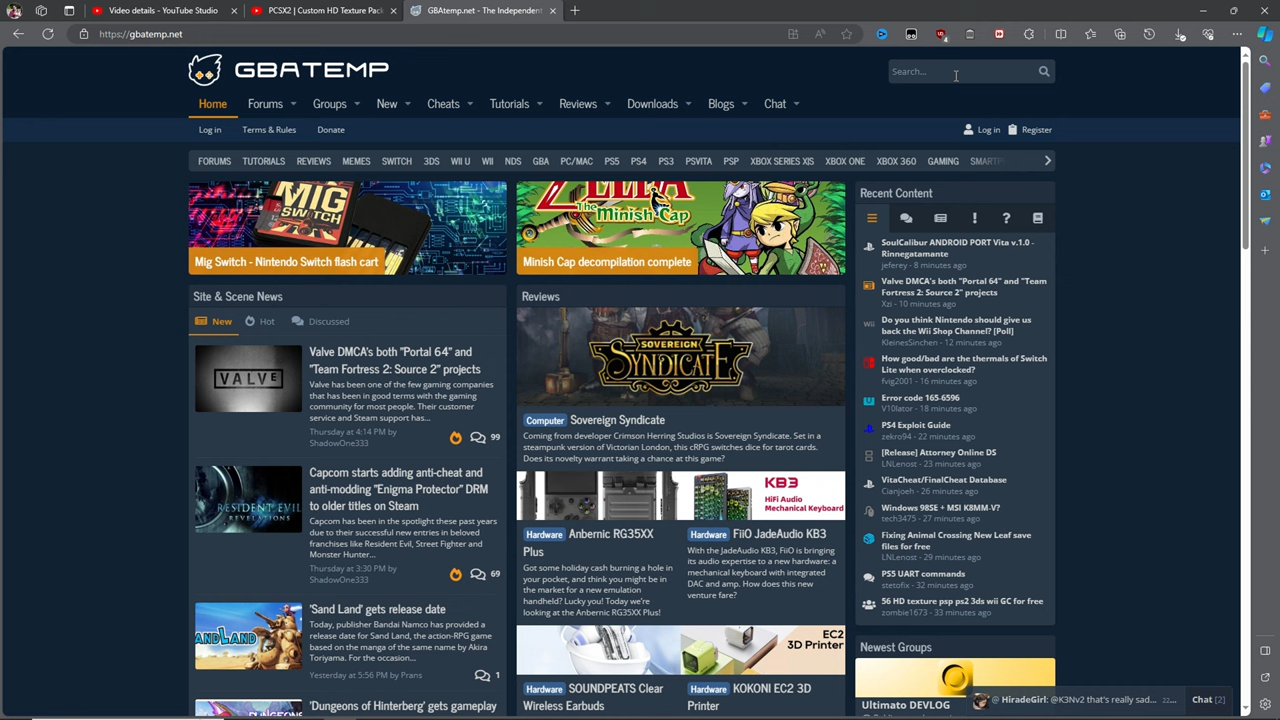 Video details - YouTube Studio
PCSX2 | Custom HD Texture Pack
GBAtemp.net - The Independent
https://gbatemp.net
4
GBATEMP
Search...
Home
Forums
Groups
New
Cheats
Tutorials
Reviews
Downloads
Blogs
Chat
Log in
Terms & Rules
Donate
Log in
Register
FORUMS
TUTORIALS
REVIEWS
MEMES
SWITCH
3DS
WII U
WII
NDS
GBA
PC/MAC
PS5
PS4
PS3
PSVITA
PSP
XBOX SERIES X|S
XBOX ONE
XBOX 360
GAMING
SMARTP
MIG
SWITCH
Mig Switch - Nintendo Switch flash cart
ZELDA
The Minish Cap
Minish Cap decompilation complete
Site & Scene News
New
Hot
Discussed
VALVE
Valve DMCA's both "Portal 64" and
"Team Fortress 2: Source 2" projects
Valve has been one of the few gaming companies
that has been in good terms with the gaming
community for most people. Their customer
service and Steam support has...
Thursday at 4:14 PM by
ShadowOne333
99
RESIDENT EVIL
REVELATIONS
Capcom starts adding anti-cheat and
anti-modding "Enigma Protector" DRM
to older titles on Steam
Capcom has been in the spotlight these past years
due to their successful new entries in beloved
franchises like Resident Evil, Street Fighter and
Monster Hunter...
Thursday at 3:30 PM by
ShadowOne333
69
SANDLAND
'Sand Land' gets release date
Today, publisher Bandai Namco has provided a
release date for Sand Land, the action-RPG game
based on the manga of the same name by Akira
Toriyama. For the occasion...
Yesterday at 5:56 PM by Prans
1
DUNGEONS
'Dungeons of Hinterberg' gets gameplay
Reviews
SOVEREIGN
SYNDICATE
Computer Sovereign Syndicate
Coming from developer Crimson Herring Studios is Sovereign Syndicate. Set in a
steampunk version of Victorian London, this cRPG switches dice for tarot cards.
Does its novelty warrant taking a chance at this game?
KB3
HiFi Audio
Mechanical Keyboard
Hardware Anbernic RG35XX
Plus
Got some holiday cash burning a hole in
your pocket, and think you might be in
the market for a new emulation
handheld? Lucky you! Today we're
looking at the Anbernic RG35XX Plus!
Hardware FiiO JadeAudio KB3
With the JadeAudio KB3, FiiO is bringing
its audio expertise to a new hardware: a
mechanical keyboard with integrated
DAC and amp. How does this new
venture fare?
EC2
3D Printer
Hardware SOUNDPEATS Clear
Wireless Earbuds
Hardware KOKONI EC2 3D
Printer
Recent Content
SoulCalibur ANDROID PORT Vita v.1.0 -
Rinnegatamante
jeferey - 8 minutes ago
Valve DMCA's both "Portal 64" and "Team
Fortress 2: Source 2" projects
Xzi - 10 minutes ago
Do you think Nintendo should give us
back the Wii Shop Channel? [Poll]
KleinesSinchen - 12 minutes ago
How good/bad are the thermals of Switch
Lite when overclocked?
fvig2001 - 16 minutes ago
Error code 165-6596
V10lator - 18 minutes ago
PS4 Exploit Guide
zekro94 - 22 minutes ago
[Release] Attorney Online DS
LNLenost - 23 minutes ago
VitaCheat/FinalCheat Database
Cianjoeh - 26 minutes ago
Windows 98SE + MSI K8MM-V?
tech3475 - 27 minutes ago
Fixing Animal Crossing New Leaf save
files for free
LNLenost - 29 minutes ago
PS5 UART commands
stetofix - 32 minutes ago
56 HD texture psp ps2 3ds wii GC for free
zombie1673 - 33 minutes ago
Newest Groups
Ultimato DEVLOG
@ HiradeGirl: @K3Nv2 that's really sad...
22...
Chat [2]